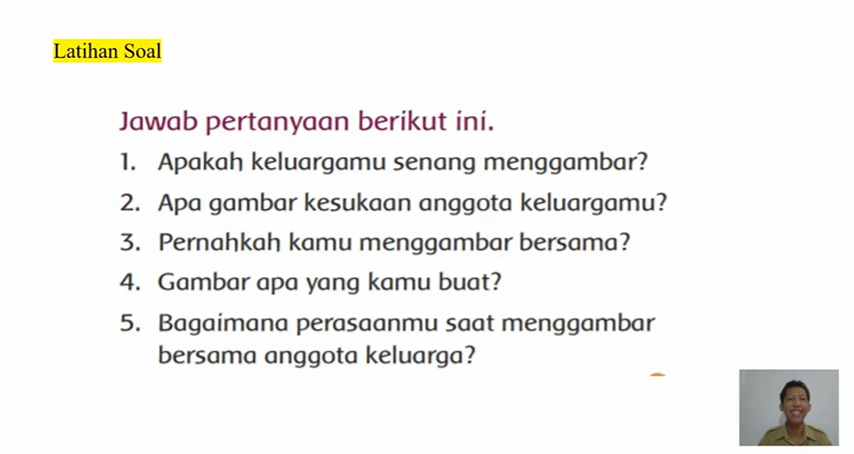 Latihan Soal
Jawab pertanyaan berikut ini.
1. Apakah keluargamu senang menggambar?
2. Apa gambar kesukaan anggota keluargamu?
3. Pernahkah kamu menggambar bersama?
4. Gambar apa yang kamu buat?
5. Bagaimana perasaanmu saat menggambar
bersama anggota keluarga?